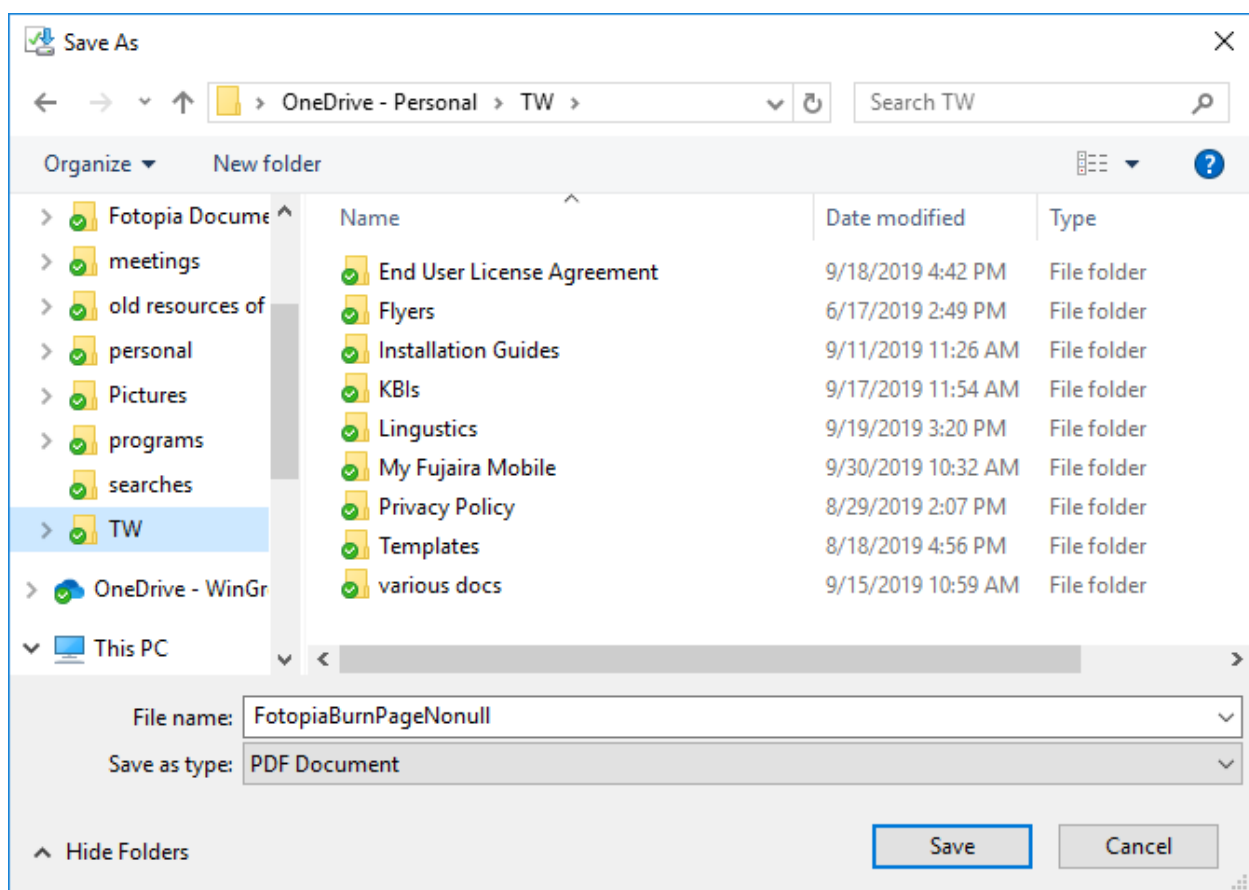 Save As
OneDrive - Personal > TW >
Search TW
Organize
New folder
?
Fotopia Docume
meetings
old resources of
personal
Pictures
programs
searches
TW
OneDrive - WinGr
This PC
Name Date modified Type
End User License Agreement 9/18/2019 4:42 PM File folder
Flyers 6/17/2019 2:49 PM File folder
Installation Guides 9/11/2019 11:26 AM File folder
KBIs 9/17/2019 11:54 AM File folder
Lingustics 9/19/2019 3:20 PM File folder
My Fujaira Mobile 9/30/2019 10:32 AM File folder
Privacy Policy 8/29/2019 2:07 PM File folder
Templates 8/18/2019 4:56 PM File folder
various docs 9/15/2019 10:59 AM File folder
File name: FotopiaBurnPageNonull
Save as type: PDF Document
Hide Folders
Save
Cancel